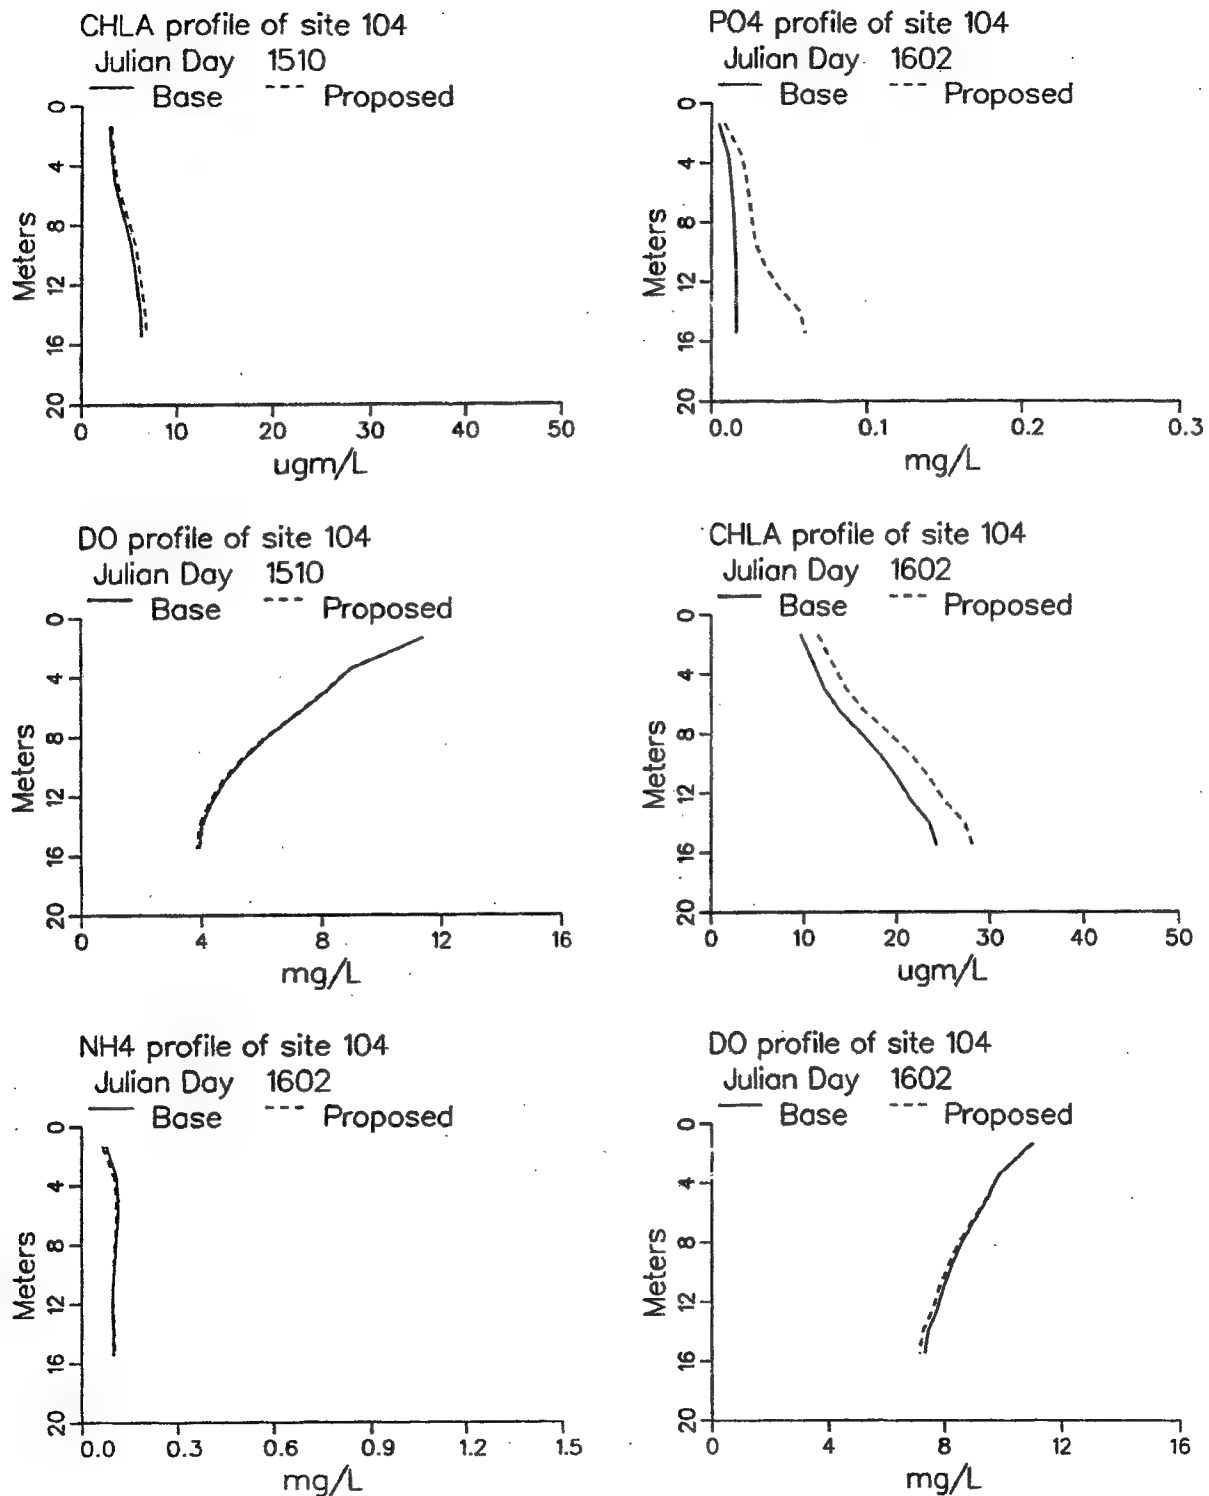 CHLA profile of site 104
Julian Day 1510
Base Proposed
0
4
8
12
16
20
Meters
0 10 20 30 40 50
ugm/L
PO4 profile of site 104
Julian Day 1602
Base Proposed
0
4
8
12
16
20
Meters
0.0 0.1 0.2 0.3
mg/L
DO profile of site 104
Julian Day 1510
Base Proposed
0
4
8
12
16
20
Meters
0 4 8 12 16
mg/L
CHLA profile of site 104
Julian Day 1602
Base Proposed
0
4
8
12
16
20
Meters
0 10 20 30 40 50
ugm/L
NH4 profile of site 104
Julian Day 1602
Base Proposed
0
4
8
12
16
20
Meters
0.0 0.3 0.6 0.9 1.2 1.5
mg/L
DO profile of site 104
Julian Day 1602
Base Proposed
0
4
8
12
16
20
Meters
0 4 8 12 16
mg/L